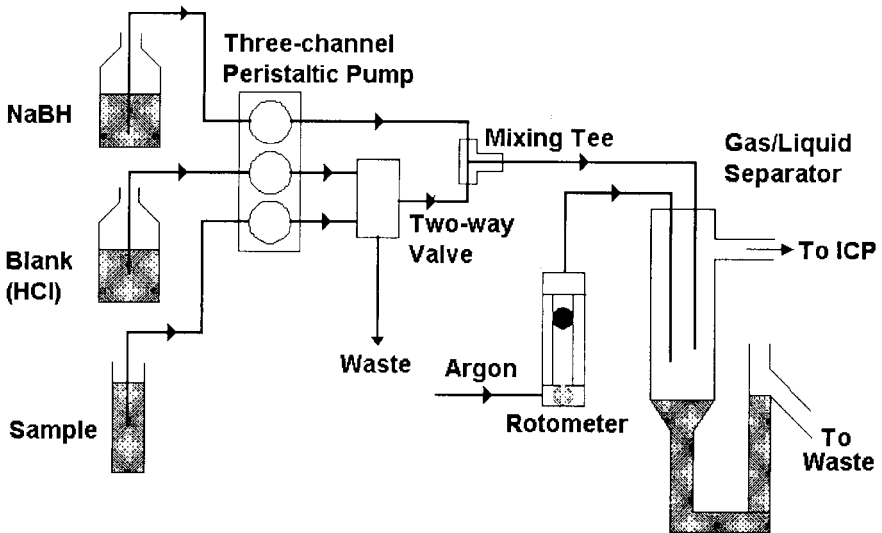 Three-channel
Peristaltic Pump
NaBH
Mixing Tee
Gas/Liquid
Separator
Two-way
Valve
To ICP
Blank
(HCl)
Waste
Argon
Sample
Rotometer
To
Waste